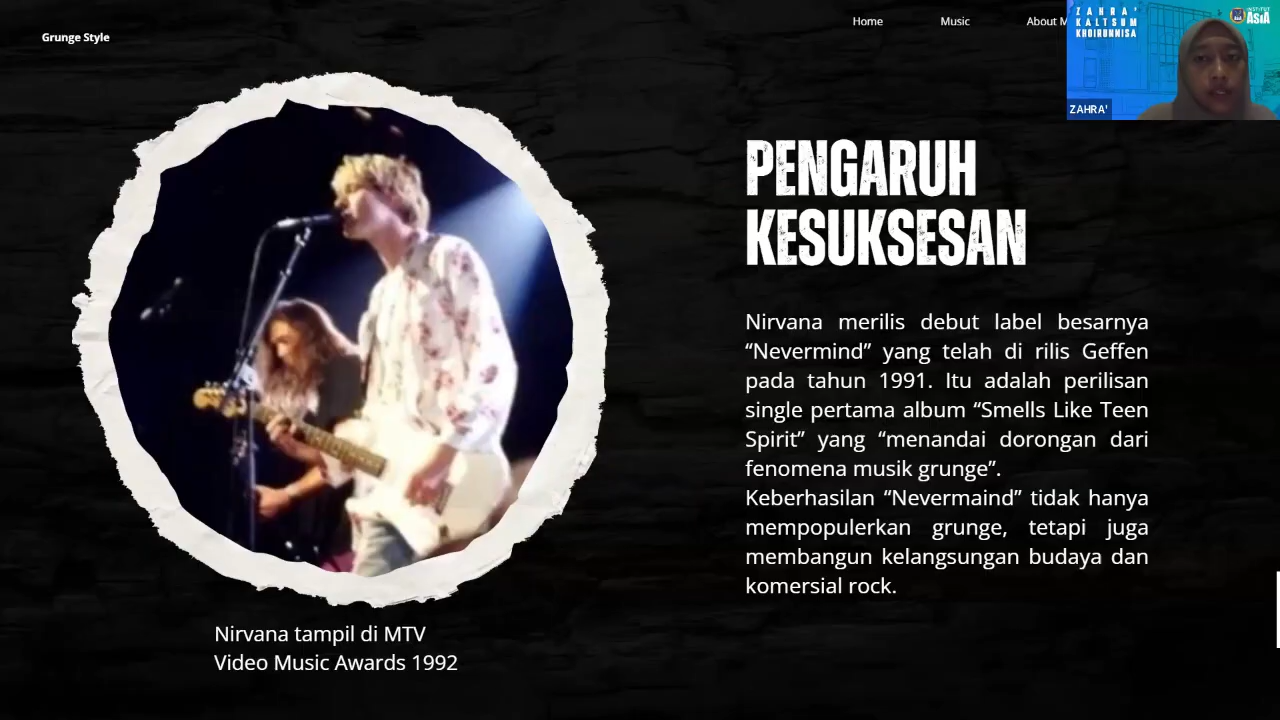 Grunge Style
Home
Music
About M
ZAHRA'
KALTSUM
KHOIRUNNISA
INSTITUT
ASIA
ZAHRA'
PENGARUH
KESUKSESAN
Nirvana merilis debut label besarnya
“Nevermind” yang telah di rilis Geffen
pada tahun 1991. Itu adalah perilisan
single pertama album “Smells Like Teen
Spirit” yang “menandai dorongan dari
fenomena musik grunge”.
Keberhasilan “Nevermaind” tidak hanya
mempopulerkan grunge, tetapi juga
membangun kelangsungan budaya dan
komersial rock.
Nirvana tampil di MTV
Video Music Awards 1992